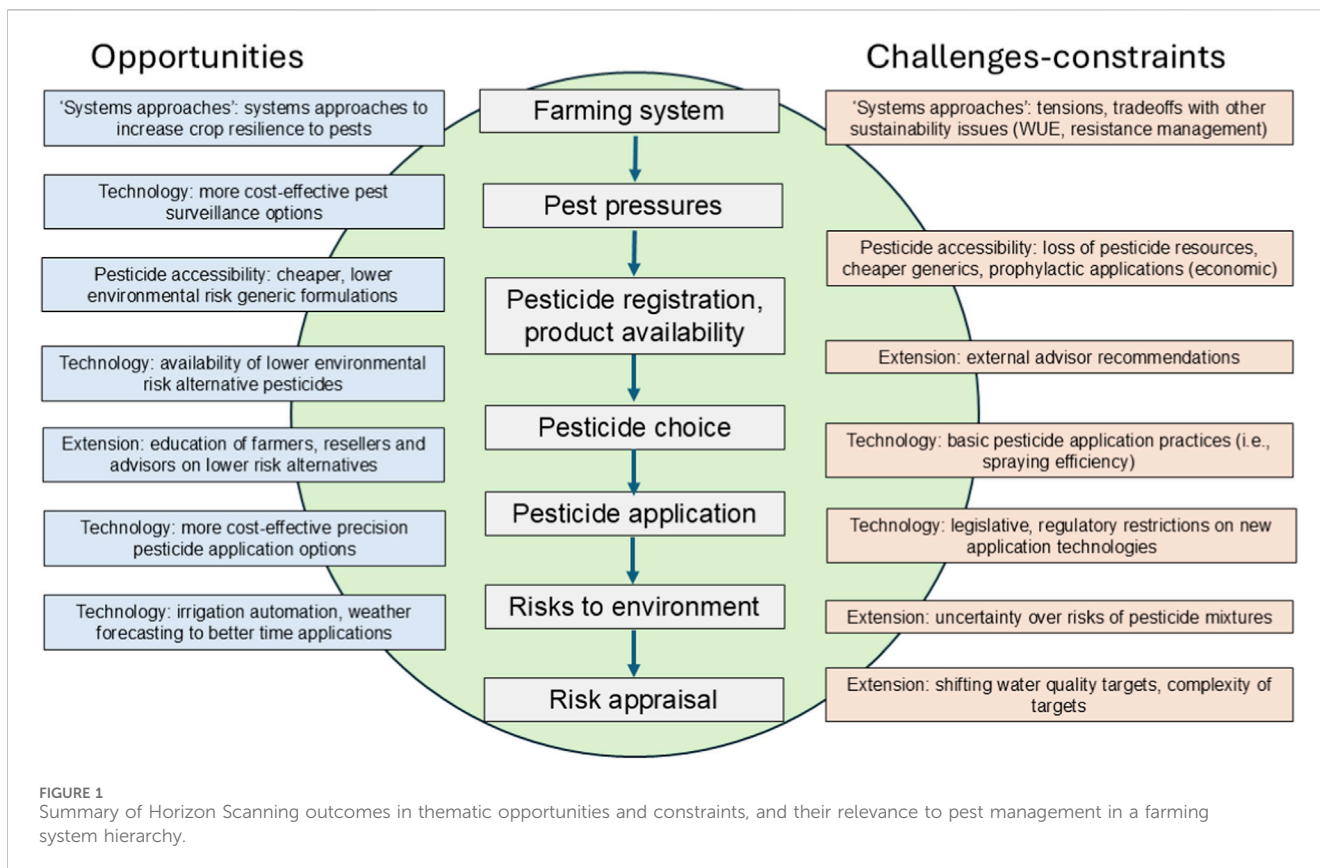 Opportunities
'Systems approaches': systems approaches to
increase crop resilience to pests
Technology: more cost-effective pest
surveillance options
Pesticide accessibility: cheaper, lower
environmental risk generic formulations
Technology: availability of lower environmental
risk alternative pesticides
Extension: education of farmers, resellers and
advisors on lower risk alternatives
Technology: more cost-effective precision
pesticide application options
Technology: irrigation automation, weather
forecasting to better time applications
Farming system
Pest pressures
Pesticide registration,
product availability
Pesticide choice
Pesticide application
Risks to environment
Risk appraisal
Challenges-constraints
'Systems approaches': tensions, tradeoffs with other
sustainability issues (WUE, resistance management)
Pesticide accessibility: loss of pesticide resources,
cheaper generics, prophylactic applications (economic)
Extension: external advisor recommendations
Technology: basic pesticide application practices (i.e.,
spraying efficiency)
Technology: legislative, regulatory restrictions on new
application technologies
Extension: uncertainty over risks of pesticide mixtures
Extension: shifting water quality targets, complexity of
targets
FIGURE 1
Summary of Horizon Scanning outcomes in thematic opportunities and constraints, and their relevance to pest management in a farming
system hierarchy.